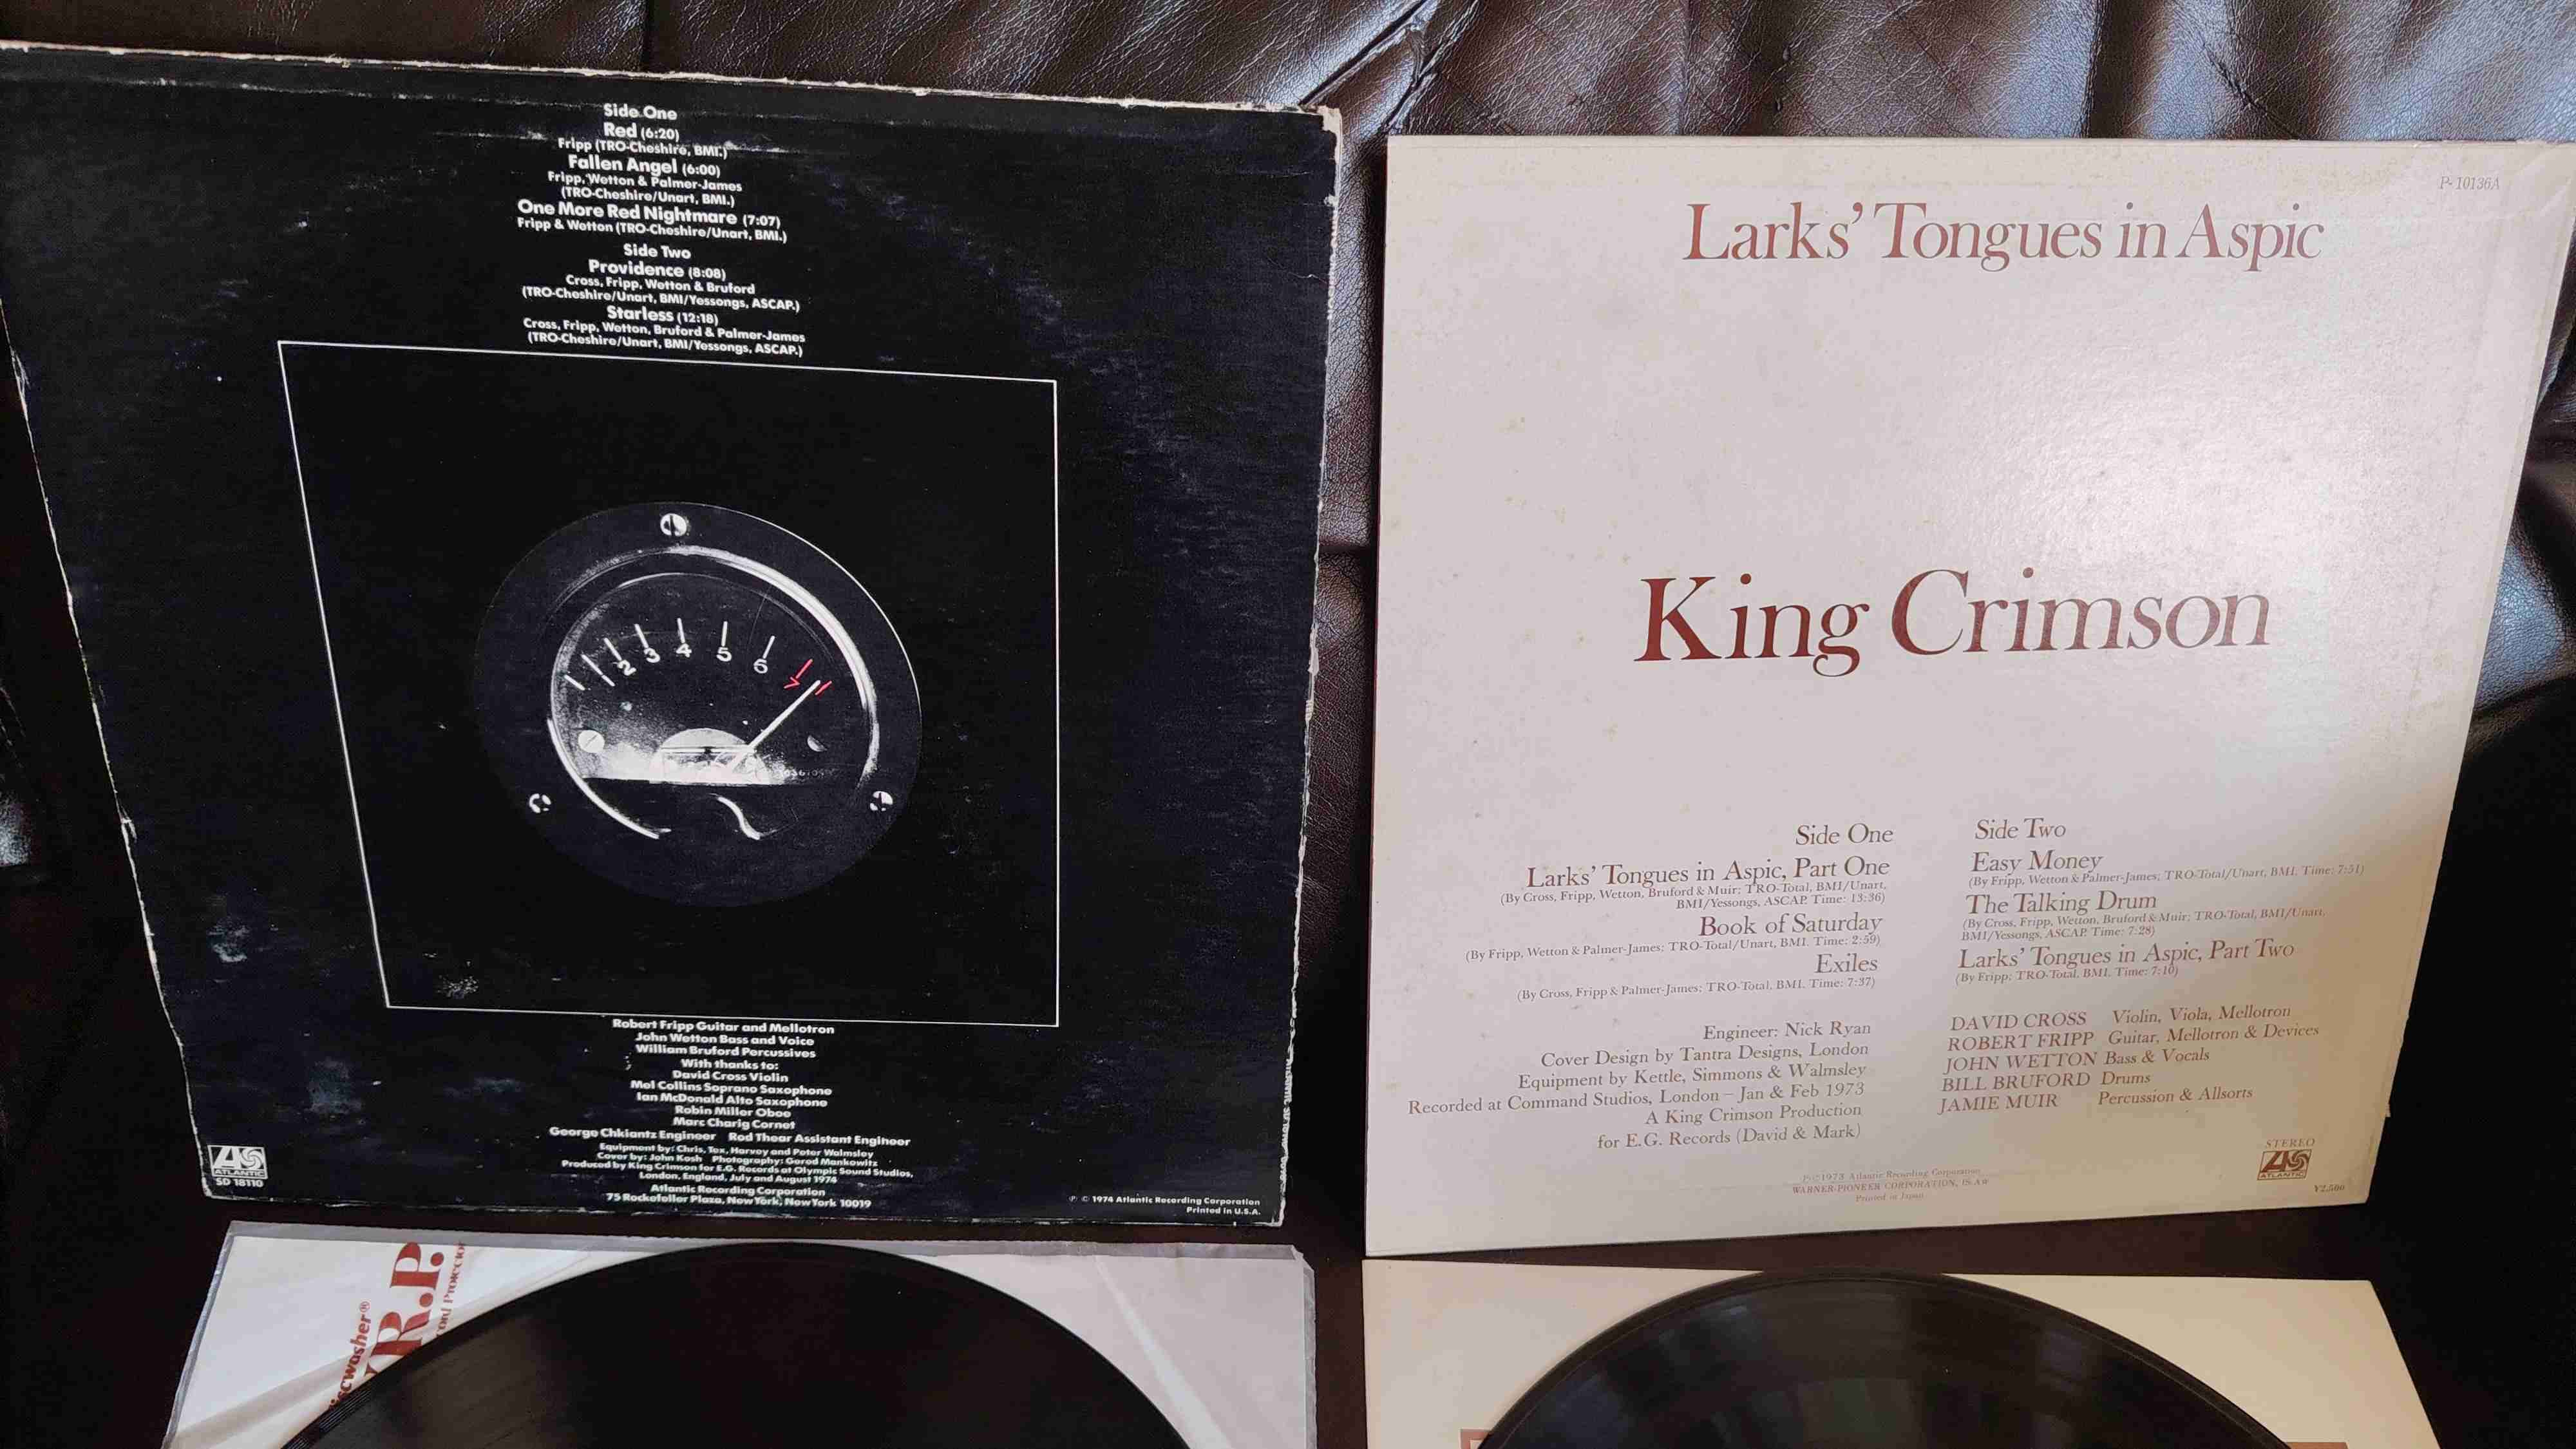 Side One
Red (6:20)
Fripp (TRO-Cheshire, BMI.)
Fallen Angel (6:00)
Fripp, Wetton & Palmer-James
(TRO-Cheshire/Unart, BMI.)
One More Red Nightmare (7:07)
Fripp & Wetton (TRO-Cheshire/Unart, BMI.)
Side Two
Providence (8:08)
Cross, Fripp, Wetton & Bruford
(TRO-Cheshire/Unart, BMI/Yessongs, ASCAP.)
Starless (12:18)
Cross, Fripp, Wetton, Bruford & Palmer-James
(TRO-Cheshire/Unart, BMI/Yessongs, ASCAP.)
2 3 4 5 6 7
Robert Fripp Guitar and Mellotron
John Wetton Bass and Voice
William Bruford Percussives
With thanks to:
David Cross Violin
Mel Collins Soprano Saxophone
Ian McDonald Alto Saxophone
Robin Miller Oboe
Marc Charig Cornet
George Chkiantz Engineer Rod Thear Assistant Engineer
Equipment by: Chris, Tex, Harvey and Peter Walmsley
Cover by: John Kosh Photography: Gered Mankowitz
Produced by King Crimson for E.G. Records at Olympic Sound Studios,
London, England, July and August 1974
Atlantic Recording Corporation
75 Rockefeller Plaza, New York, New York 10019
ATLANTIC
SD 18110
℗ © 1974 Atlantic Recording Corporation
Printed in U.S.A.
P-10136A
Larks' Tongues in Aspic
King Crimson
Side One
Larks' Tongues in Aspic, Part One
(By Cross, Fripp, Wetton, Bruford & Muir; TRO-Total, BMI/Unart,
BMI/Yessongs, ASCAP. Time: 13:36)
Book of Saturday
(By Fripp, Wetton & Palmer-James; TRO-Total/Unart, BMI. Time: 2:59)
Exiles
(By Cross, Fripp & Palmer-James; TRO-Total, BMI. Time: 7:37)
Engineer: Nick Ryan
Cover Design by Tantra Designs, London
Equipment by Kettle, Simmons & Walmsley
Recorded at Command Studios, London – Jan & Feb 1973
A King Crimson Production
for E.G. Records (David & Mark)
Side Two
Easy Money
(By Fripp, Wetton & Palmer-James; TRO-Total/Unart, BMI. Time: 7:51)
The Talking Drum
(By Cross, Fripp, Wetton, Bruford & Muir; TRO-Total, BMI/Unart,
BMI/Yessongs, ASCAP. Time: 7:28)
Larks' Tongues in Aspic, Part Two
(By Fripp; TRO-Total, BMI. Time: 7:10)
DAVID CROSS Violin, Viola, Mellotron
ROBERT FRIPP Guitar, Mellotron & Devices
JOHN WETTON Bass & Vocals
BILL BRUFORD Drums
JAMIE MUIR Percussion & Allsorts
℗©1973 Atlantic Recording Corporation
WARNER-PIONEER CORPORATION,
Printed in Japan
STEREO
ATLANTIC
¥2,500